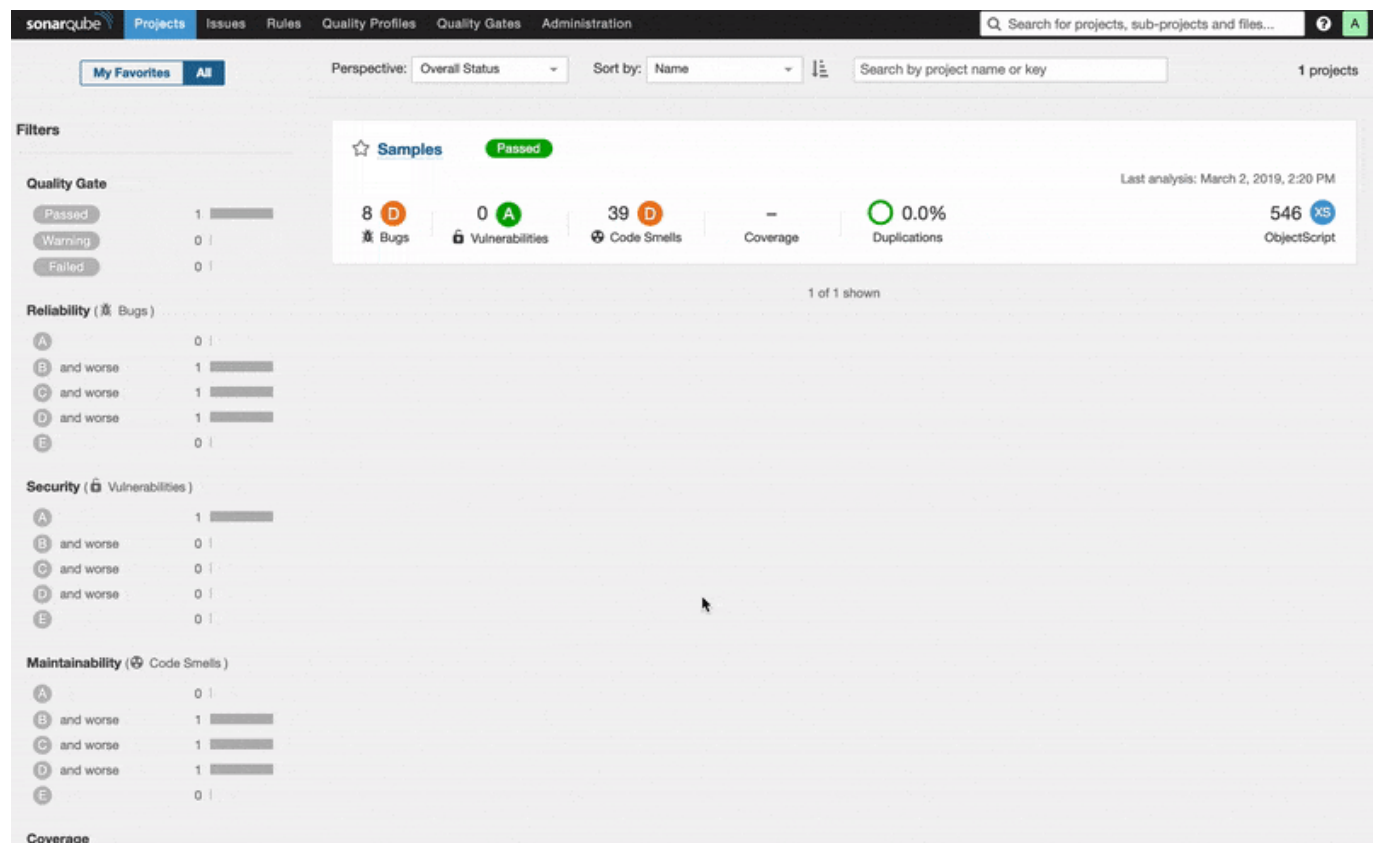 sonarqube Projects Issues Rules Quality Profiles Quality Gates Administration Search for projects, sub-projects and files... ? A
My Favorites All Perspective: Overall Status Sort by: Name Search by project name or key 1 projects
Filters
Samples Passed
Last analysis: March 2, 2019, 2:20 PM
8 D 0 A 39 D – 0.0% 546 XS
Bugs Vulnerabilities Code Smells Coverage Duplications ObjectScript
1 of 1 shown
Quality Gate
Passed 1
Warning 0
Failed 0
Reliability ( Bugs )
A 0
B and worse 1
C and worse 1
D and worse 1
E 0
Security ( Vulnerabilities )
A 1
B and worse 0
C and worse 0
D and worse 0
E 0
Maintainability ( Code Smells )
A 0
B and worse 1
C and worse 1
D and worse 1
E 0
Coverage